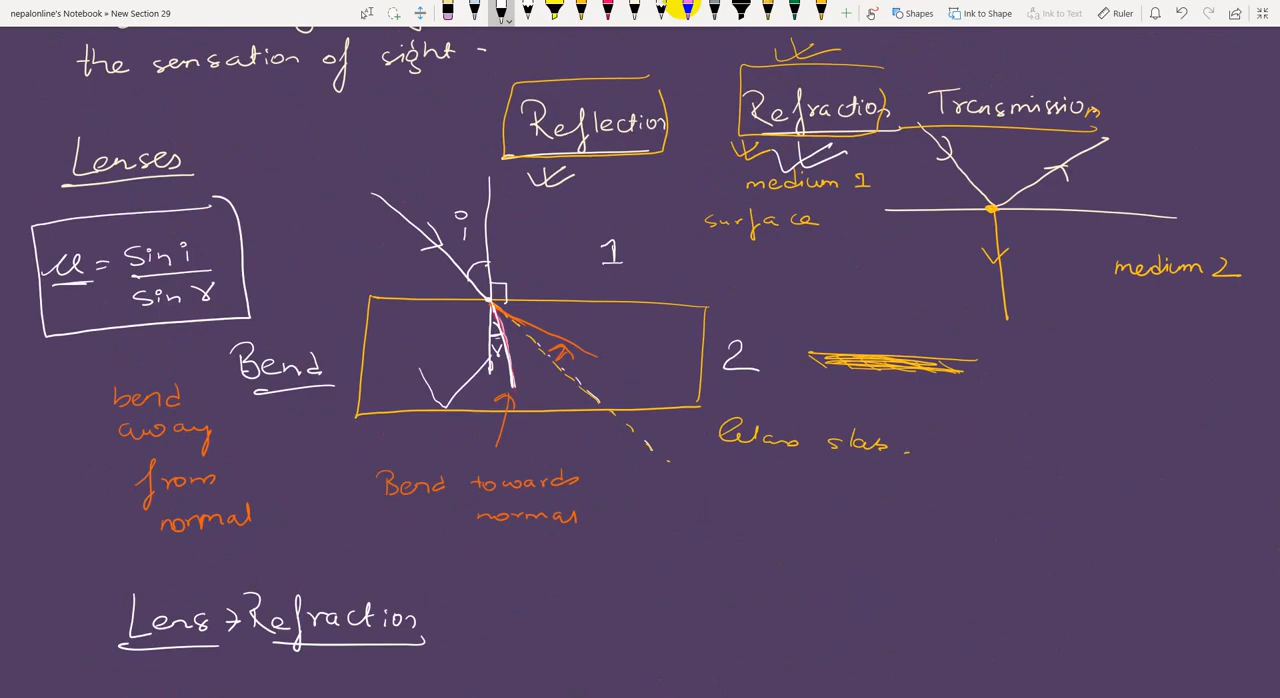 nepalonline's Notebook » New Section 29
Shapes
Ink to Shape
Ink to Text
Ruler
the sensation of sight -
Reflection
Refraction
Transmission
Lenses
medium 1
surface
i
1
μ = sin i / sin r
medium 2
r
Bend
2
bend
away
from
normal
Glass slab.
Bend towards
normal
Lens → Refraction